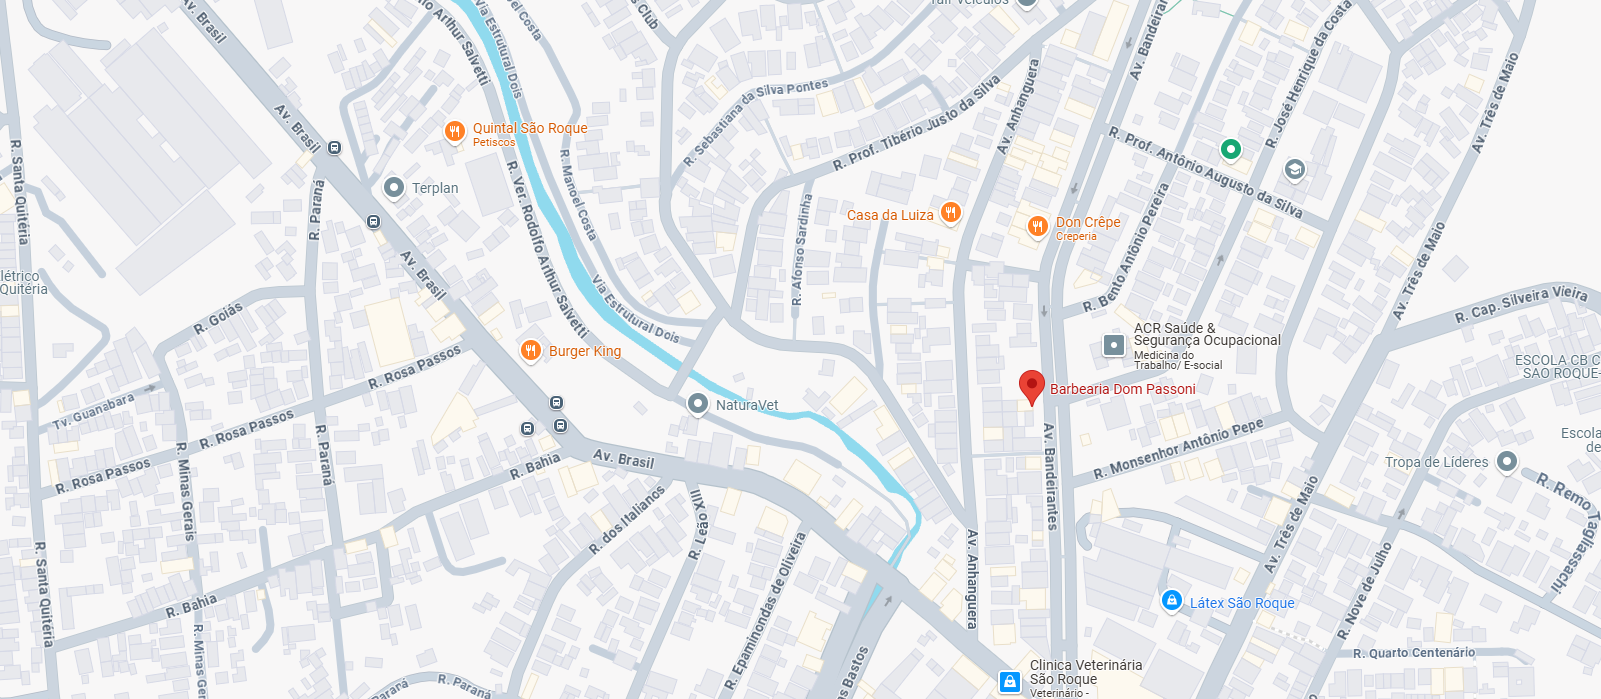 Av. Brasil
Rodolfo Arthur Salvetti
Via Estrutural Dois
Costa
Club
Av. Bandeirantes
R. José Henrique da Costa
Av. Três de Maio
Av. Brasil
Quintal São Roque
Petiscos
R. Sebastiana da Silva Pontes
R. Prof. Tibério Justo da Silva
Av. Anhanguera
R. Prof. Antônio Augusto da Silva
R. Santa Quitéria
R. Paraná
Terplan
R. Ver. Rodolfo Arthur Salvetti
R. Manoel Costa
Casa da Luiza
Don Crêpe
Creperia
R. Afonso Sardinha
R. Bento Antônio Pereira
Av. Três de Maio
Elétrico
Quitéria
Av. Brasil
R. Goiás
Via Estrutural Dois
R. Cap. Silveira Vieira
ACR Saúde &
Segurança Ocupacional
Medicina do
Trabalho/ E-social
Burger King
R. Rosa Passos
ESCOLA CB C
SAO ROQUE-
Barbearia Dom Passoni
Tv. Guanabara
NaturaVet
R. Rosa Passos
R. Rosa Passos
R. Minas Gerais
R. Paraná
R. Bahia
Av. Brasil
Av. Bandeirantes
R. Monsenhor Antônio Pepe
Escola
de
Tropa de Líderes
R. Remo Tagliassachi
R. dos Italianos
R. Leão XIII
R. Epaminondas de Oliveira
Av. Anhanguera
Av. Três de Maio
R. Nove de Julho
R. Santa Quitéria
R. Bahia
R. Minas Ger
Látex São Roque
R. Quarto Centenário
Paraná
R. Paraná
os Bastos
Clinica Veterinária
São Roque
Veterinário -